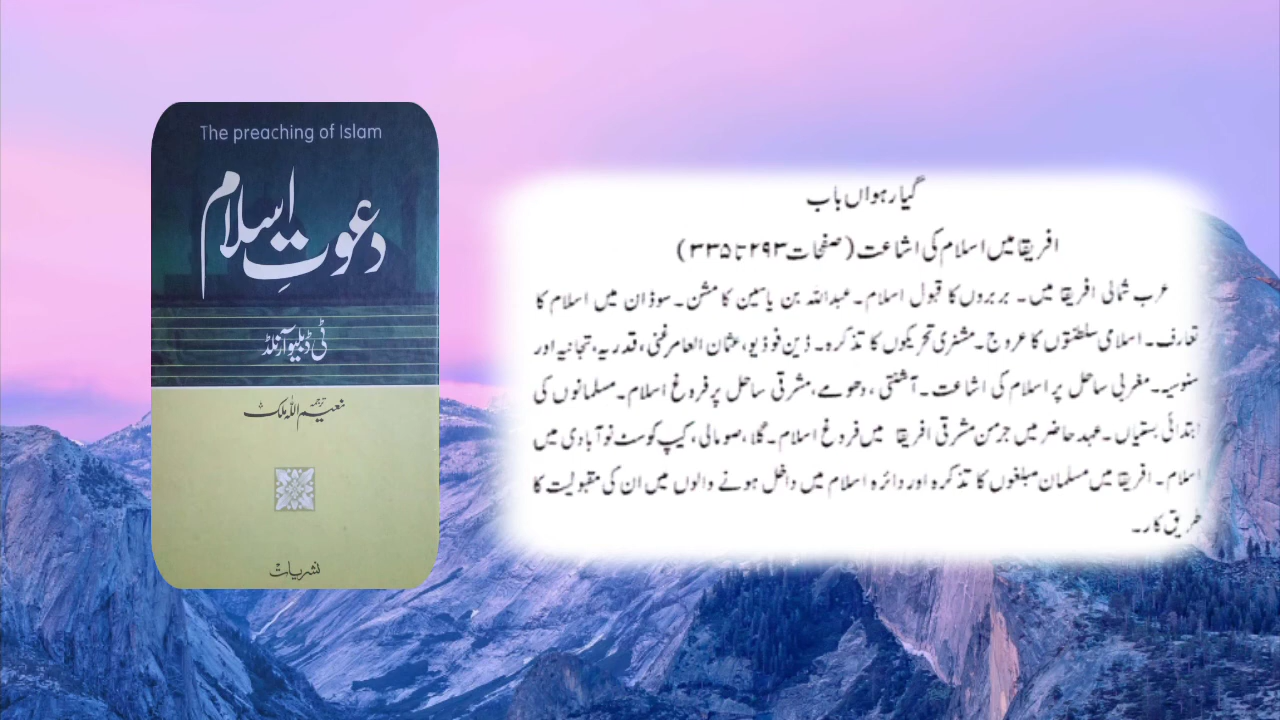 The preaching of Islam
دعوتِ اسلام
ٹی ڈبلیو آرنلڈ
ترجمہ
نعیم اللہ ملک
نشریات
گیارہواں باب
افریقا میں اسلام کی اشاعت (صفحات ۲۹۳ تا ۳۳۵)
عرب شمالی افریقا میں۔ بربروں کا قبول اسلام۔ عبداللہ بن یاسین کا مشن۔ سوڈان میں اسلام کا
تعارف۔ اسلامی سلطنتوں کا عروج۔ مشنری تحریکوں کا تذکرہ۔ ڈین فوڈیو، عثمان العامر غنی، قدریہ، تجانیہ اور
سنوسیہ۔ مغربی ساحل پر اسلام کی اشاعت۔ آشنتی، دھومے، مشرقی ساحل پر فروغ اسلام۔ مسلمانوں کی
ابتدائی بستیاں۔ عہد حاضر میں جرمن مشرقی افریقا میں فروغ اسلام۔ گلا، صومالی، کیپ کوسٹ نوآبادی میں
اسلام۔ افریقا میں مسلمان مبلغوں کا تذکرہ اور دائرہ اسلام میں داخل ہونے والوں میں ان کی مقبولیت کا
طریق کار۔